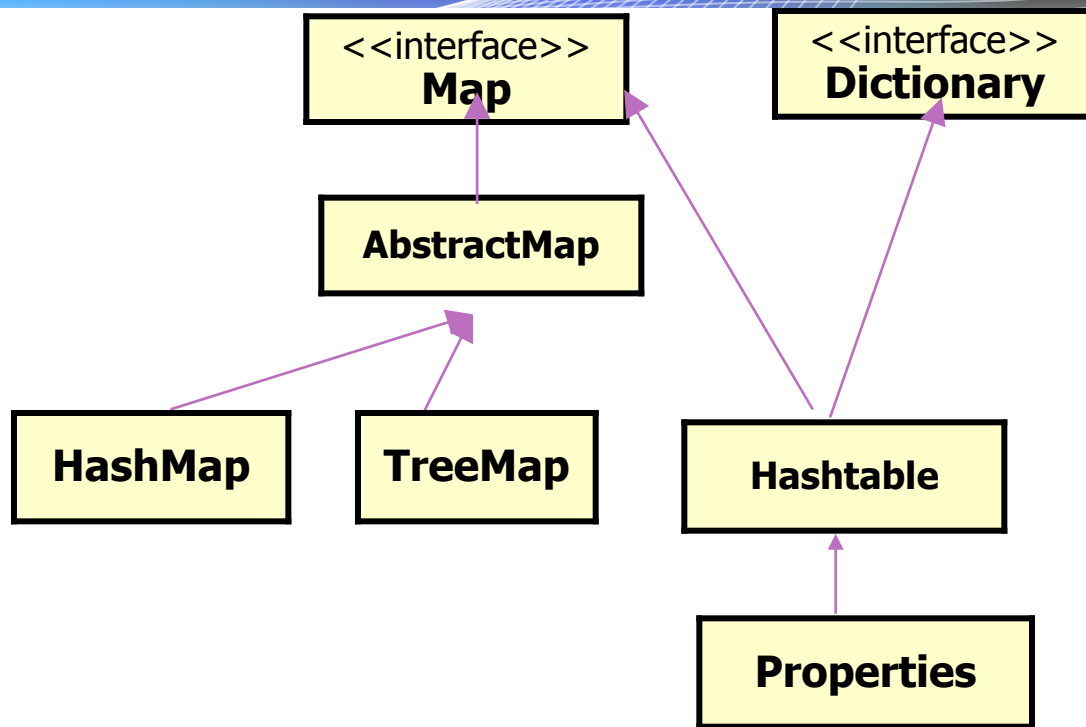 <<interface>>
Map
<<interface>>
Dictionary
AbstractMap
HashMap
TreeMap
Hashtable
Properties